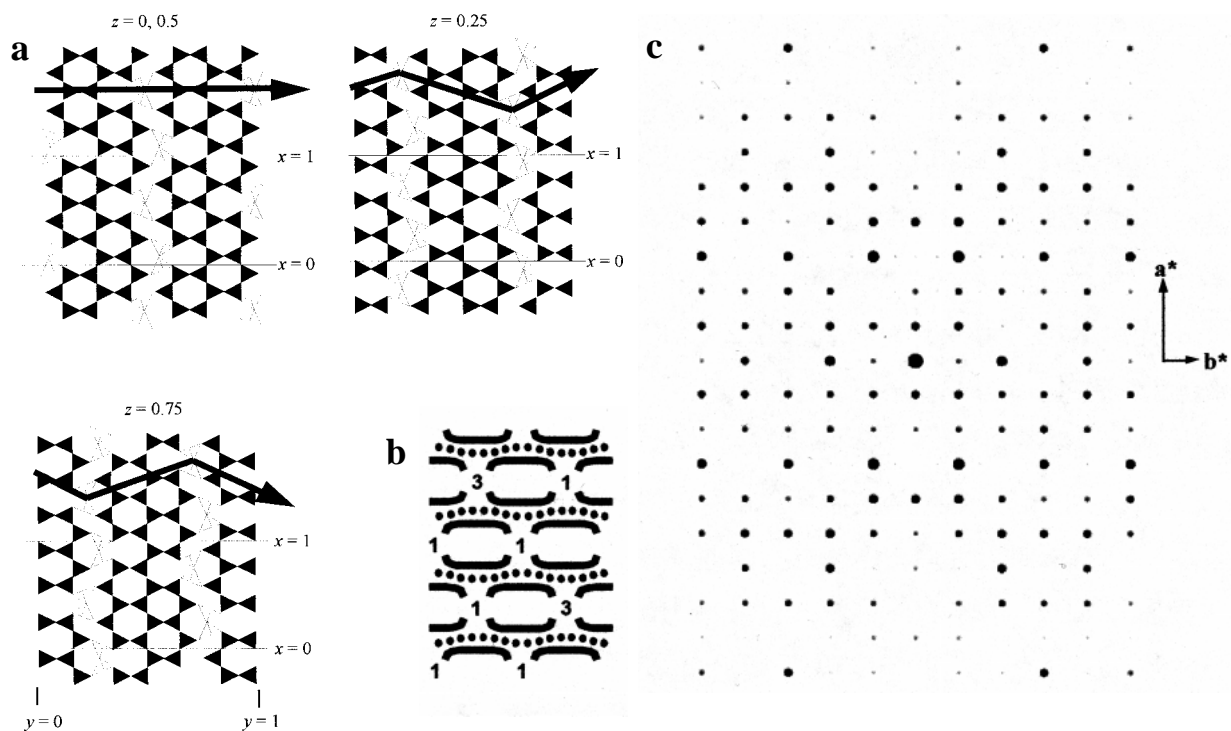 a
z = 0, 0.5
x = 1
x = 0
z = 0.25
x = 1
x = 0
z = 0.75
x = 1
x = 0
y = 0
y = 1
b
3 1
1 1
1 3
1 1
c
a*
b*